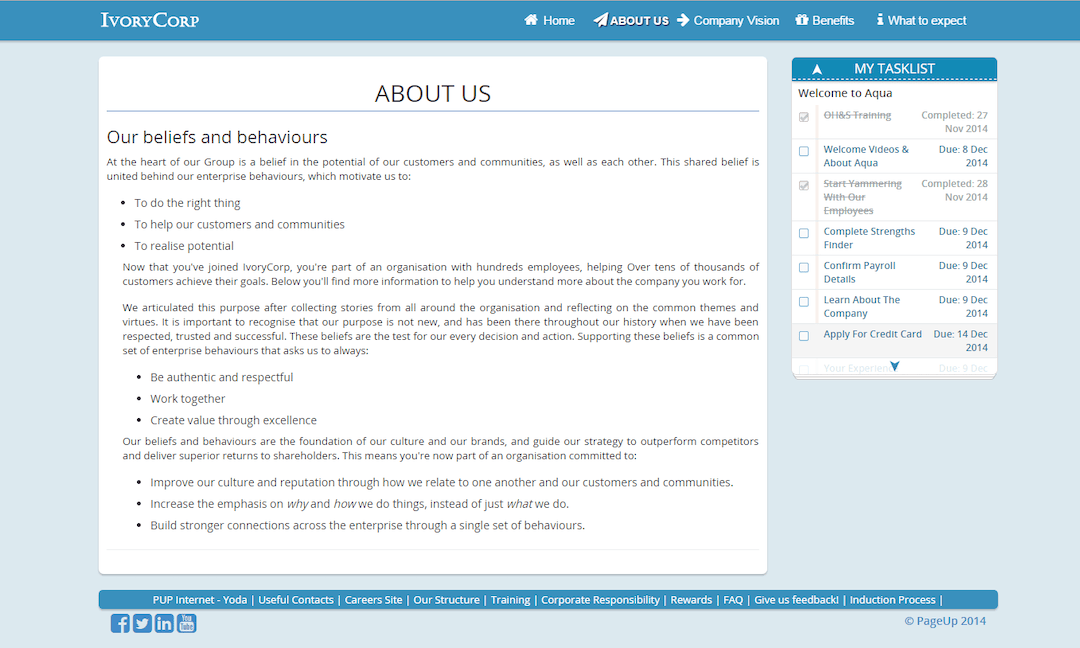 IvoryCorp
Home ABOUT US Company Vision Benefits What to expect
ABOUT US
Our beliefs and behaviours
At the heart of our Group is a belief in the potential of our customers and communities, as well as each other. This shared belief is
united behind our enterprise behaviours, which motivate us to:
• To do the right thing
• To help our customers and communities
• To realise potential
Now that you've joined IvoryCorp, you're part of an organisation with hundreds employees, helping Over tens of thousands of
customers achieve their goals. Below you'll find more information to help you understand more about the company you work for.
We articulated this purpose after collecting stories from all around the organisation and reflecting on the common themes and
virtues. It is important to recognise that our purpose is not new, and has been there throughout our history when we have been
respected, trusted and successful. These beliefs are the test for our every decision and action. Supporting these beliefs is a common
set of enterprise behaviours that asks us to always:
• Be authentic and respectful
• Work together
• Create value through excellence
Our beliefs and behaviours are the foundation of our culture and our brands, and guide our strategy to outperform competitors
and deliver superior returns to shareholders. This means you're now part of an organisation committed to:
• Improve our culture and reputation through how we relate to one another and our customers and communities.
• Increase the emphasis on why and how we do things, instead of just what we do.
• Build stronger connections across the enterprise through a single set of behaviours.
MY TASKLIST
Welcome to Aqua
OH&S Training Completed: 27
Nov 2014
Welcome Videos & Due: 8 Dec
About Aqua 2014
Start Yammering Completed: 28
With Our Nov 2014
Employees
Complete Strengths Due: 9 Dec
Finder 2014
Confirm Payroll Due: 9 Dec
Details 2014
Learn About The Due: 9 Dec
Company 2014
Apply For Credit Card Due: 14 Dec
2014
Your Experience Due: 9 Dec
PUP Internet - Yoda | Useful Contacts | Careers Site | Our Structure | Training | Corporate Responsibility | Rewards | FAQ | Give us feedback! | Induction Process |
You Tube
© PageUp 2014